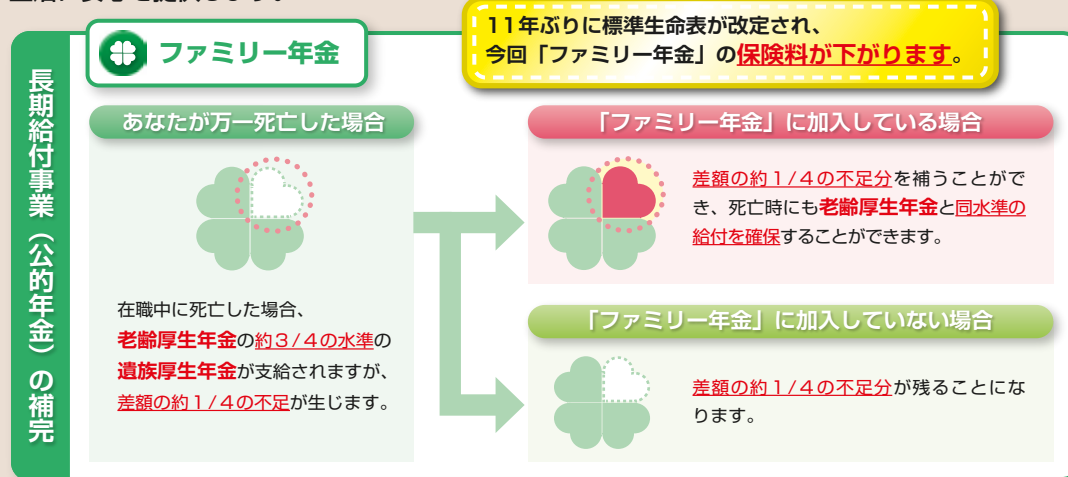 11年ぶりに標準生命表が改定され、
今回「ファミリー年金」の保険料が下がります。
ファミリー年金
長期給付事業（公的年金）の補完
あなたが万一死亡した場合
在職中に死亡した場合、
老齢厚生年金の約3/4の水準の
遺族厚生年金が支給されますが、
差額の約1/4の不足が生じます。
「ファミリー年金」に加入している場合
差額の約1/4の不足分を補うことがで
き、死亡時にも老齢厚生年金と同水準の
給付を確保することができます。
「ファミリー年金」に加入していない場合
差額の約1/4の不足分が残ることにな
ります。